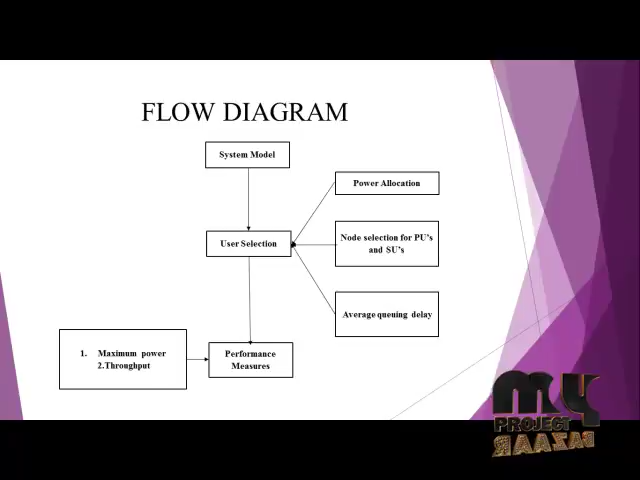 FLOW DIAGRAM
System Model
Power Allocation
User Selection
Node selection for PU's
and SU's
Average queuing delay
1. Maximum power
2.Throughput
Performance
Measures
MY
PROJECT
BAZAAR